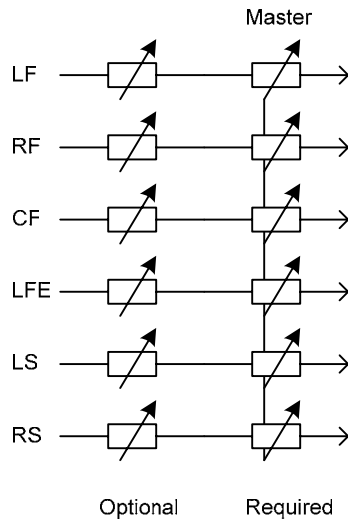 Master
LF
RF
CF
LFE
LS
RS
Optional Required